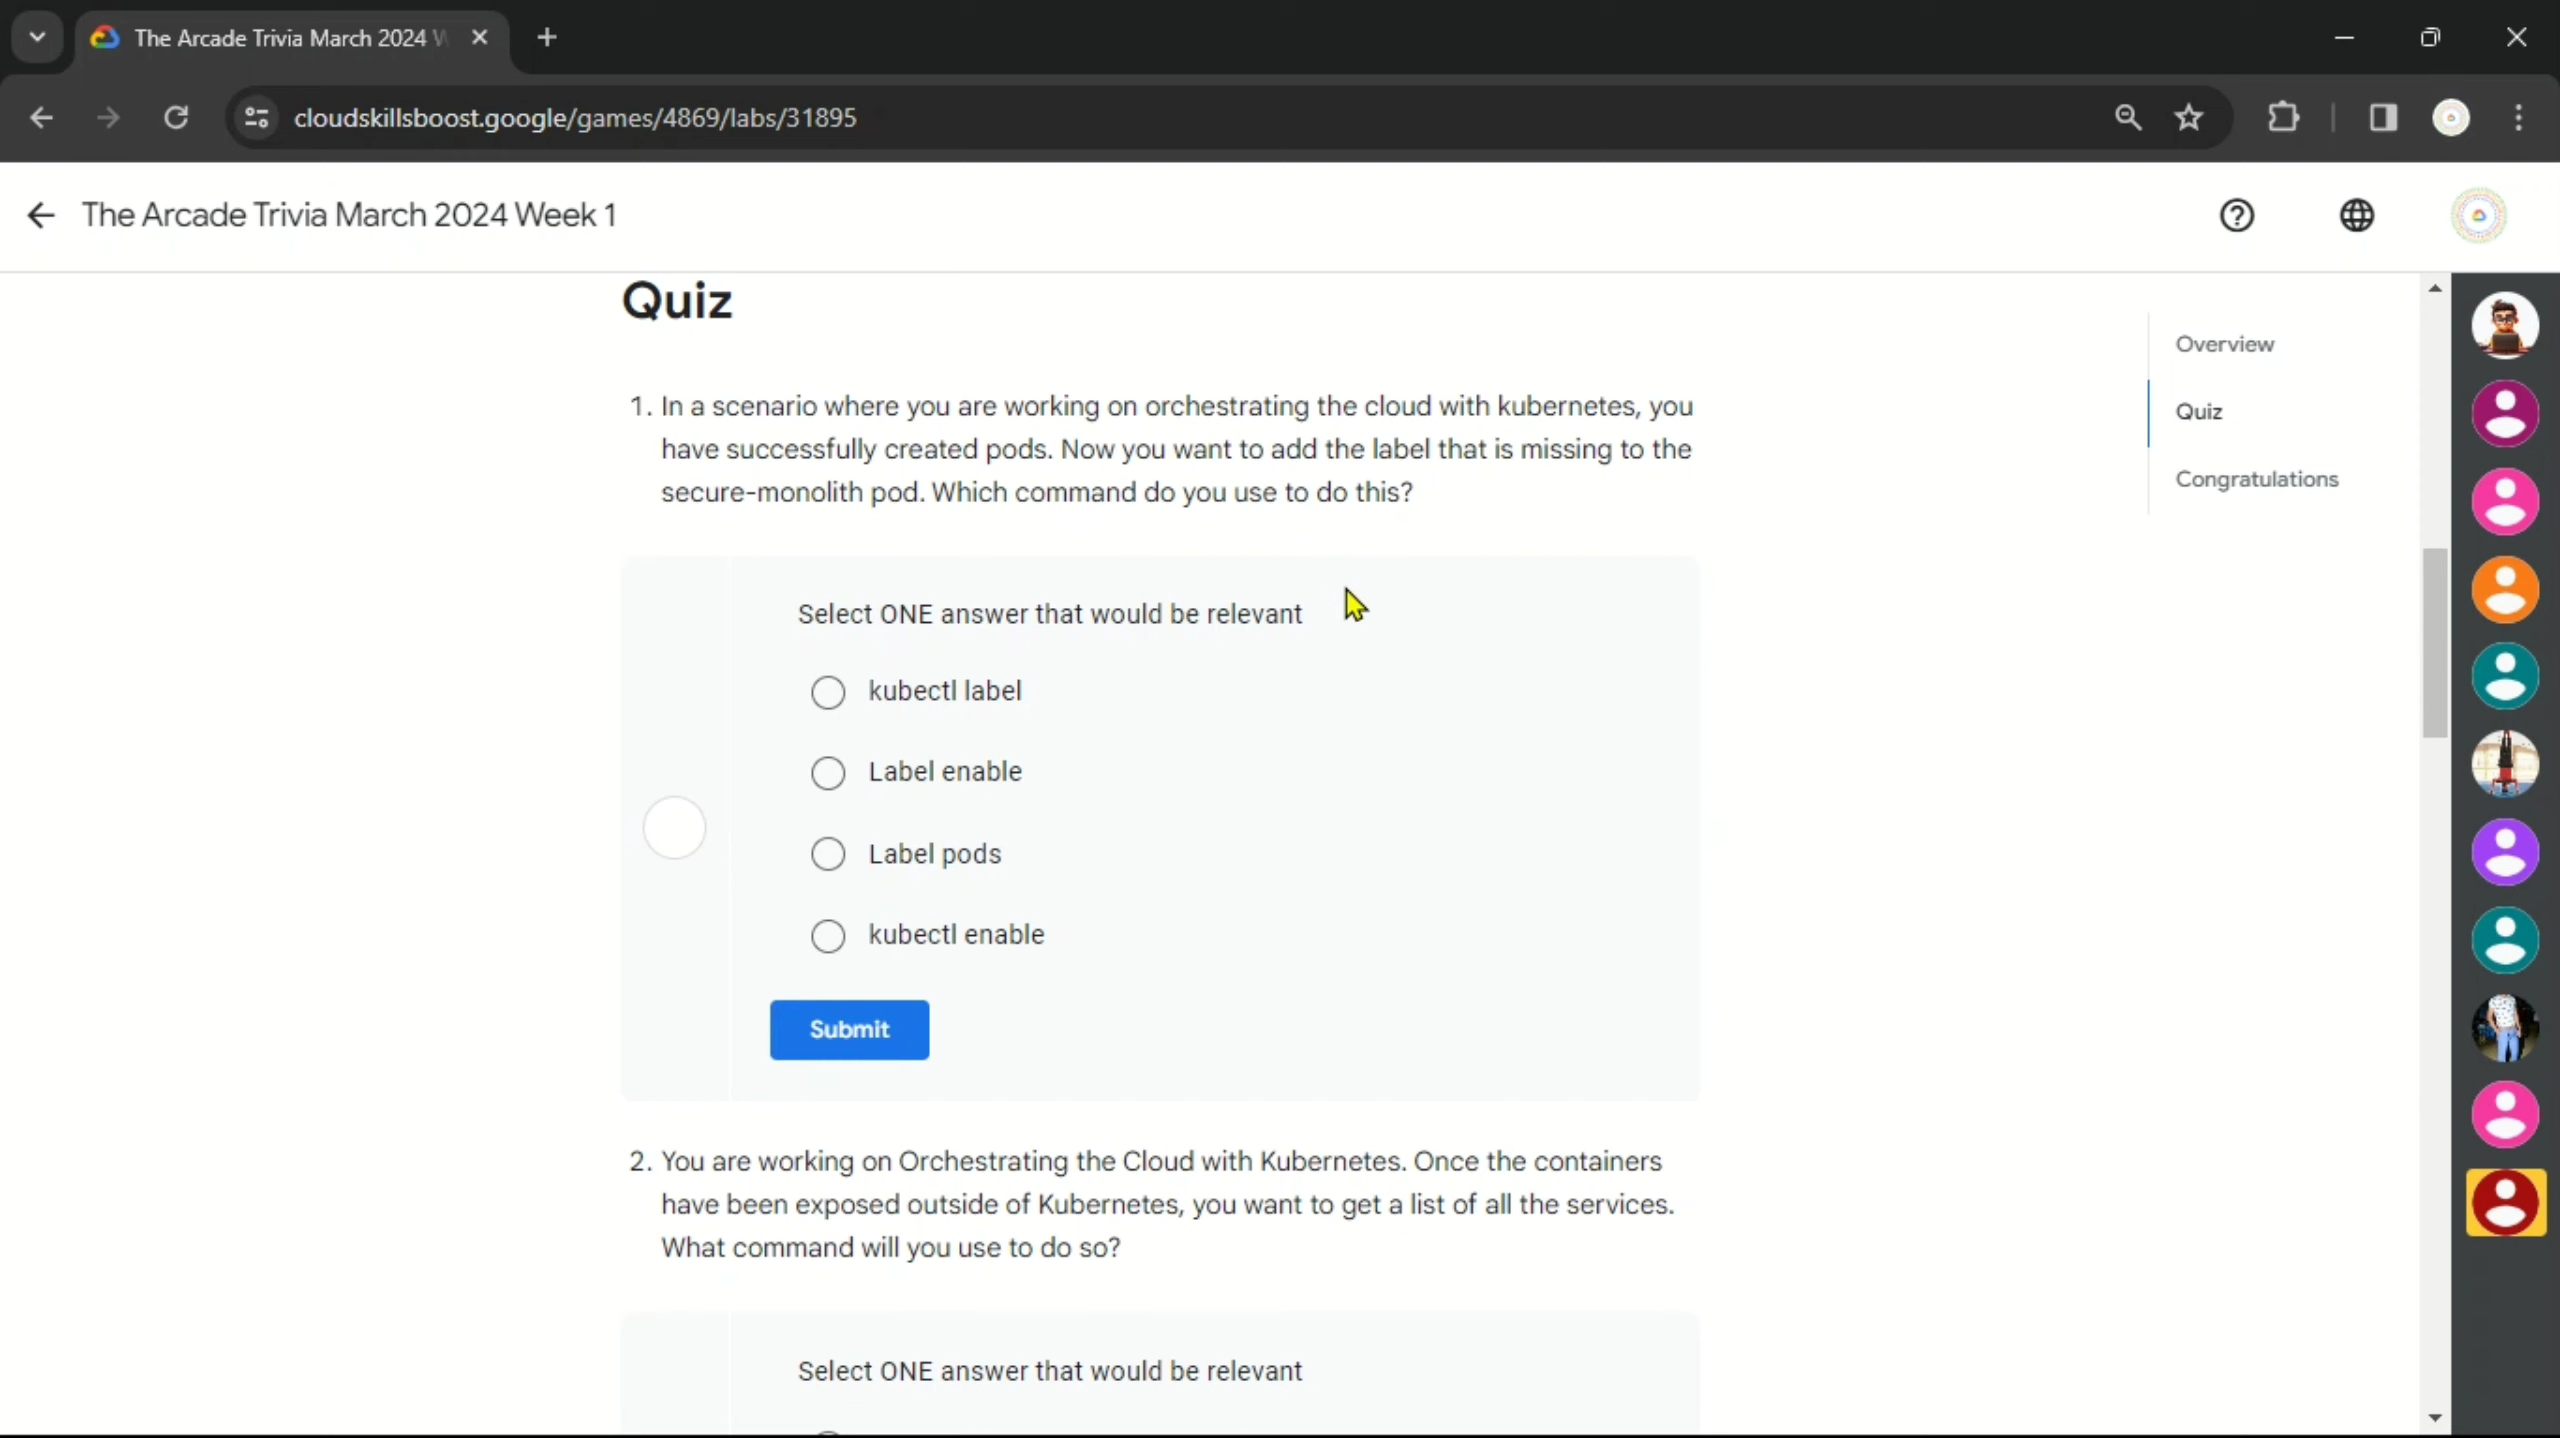 The Arcade Trivia March 2024 W
cloudskillsboost.google/games/4869/labs/31895
The Arcade Trivia March 2024 Week 1
Quiz
1. In a scenario where you are working on orchestrating the cloud with kubernetes, you
have successfully created pods. Now you want to add the label that is missing to the
secure-monolith pod. Which command do you use to do this?
Select ONE answer that would be relevant
kubectl label
Label enable
Label pods
kubectl enable
Submit
2. You are working on Orchestrating the Cloud with Kubernetes. Once the containers
have been exposed outside of Kubernetes, you want to get a list of all the services.
What command will you use to do so?
Select ONE answer that would be relevant
Overview
Quiz
Congratulations